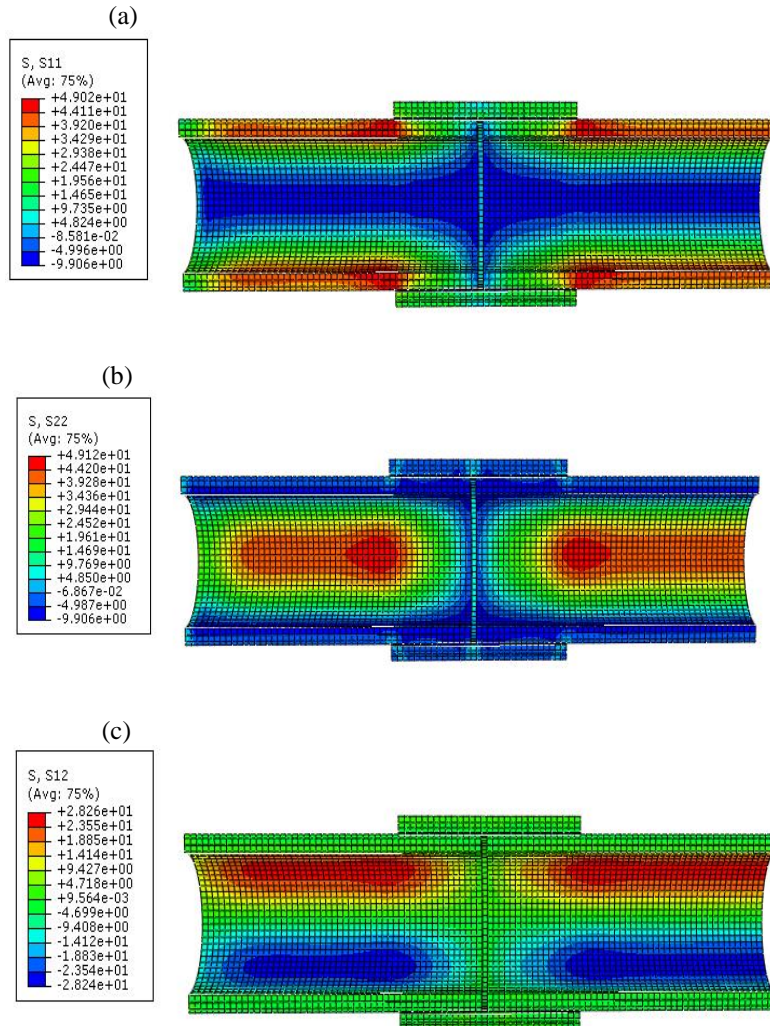 (a)
S, S11
(Avg: 75%)
+4.902e+01
+4.411e+01
+3.920e+01
+3.429e+01
+2.938e+01
+2.447e+01
+1.956e+01
+1.465e+01
+9.735e+00
+4.824e+00
-8.581e-02
-4.996e+00
-9.906e+00
(b)
S, S22
(Avg: 75%)
+4.912e+01
+4.420e+01
+3.928e+01
+3.436e+01
+2.944e+01
+2.452e+01
+1.961e+01
+1.469e+01
+9.769e+00
+4.850e+00
-6.867e-02
-4.987e+00
-9.906e+00
(c)
S, S12
(Avg: 75%)
+2.826e+01
+2.355e+01
+1.885e+01
+1.414e+01
+9.427e+00
+4.718e+00
+9.564e-03
-4.699e+00
-9.408e+00
-1.412e+01
-1.883e+01
-2.354e+01
-2.824e+01